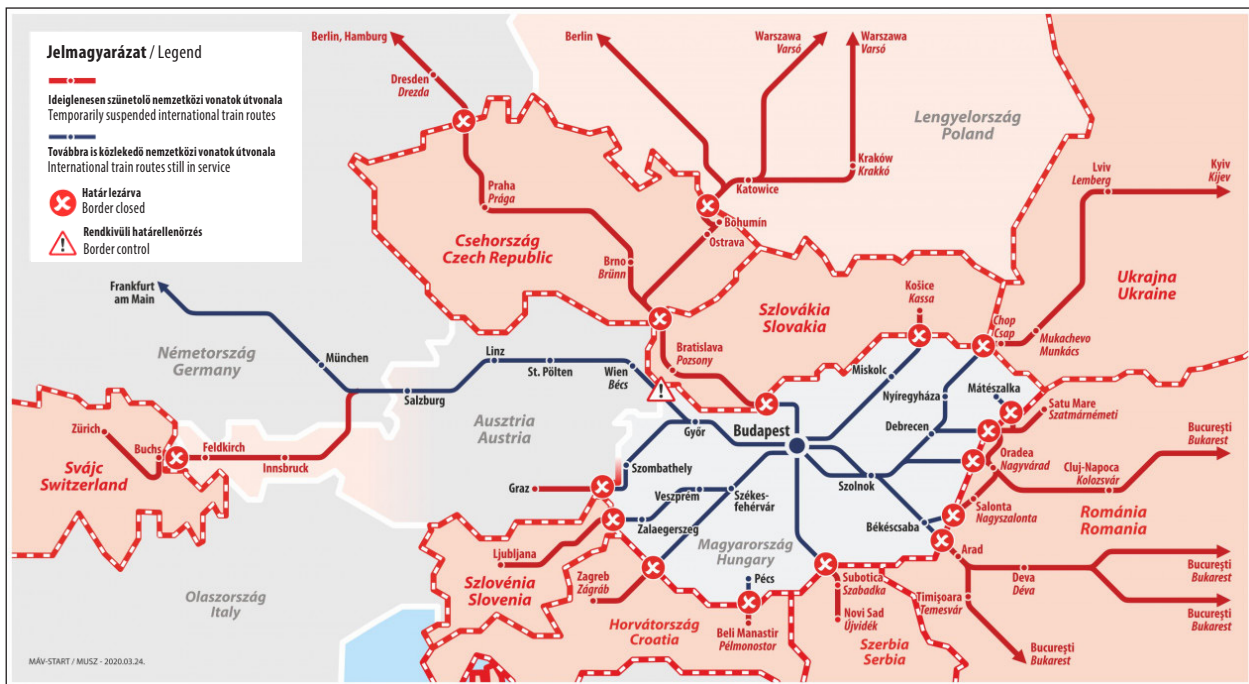 Jelmagyarázat / Legend
Ideiglenesen szünetolö nemzetközi vonatok útvonala
Temporarily suspended international train routes
Továbbra is közlekedö nemzetközi vonatok útvonala
International train routes still in service
Határ lezárva
Border closed
Rendkivüli határellenörzés
Border control
Berlin, Hamburg
Dresden
Drezda
Berlin
Warszawa
Varsó
Warszawa
Varsó
Lengyelország
Poland
Praha
Prága
Katowice
Kraków
Krakkó
Lviv
Lemberg
Kyiv
Kijev
Bohumín
Ostrava
Csehország
Czech Republic
Brno
Brünn
Ukrajna
Ukraine
Frankfurt
am Main
Szlovákia
Slovakia
Košice
Kassa
Chop
Csap
Mukachevo
Munkács
Németország
Germany
München
Linz
St. Pölten
Wien
Bécs
Bratislava
Pozsony
Miskolc
Nyíregyháza
Mátészalka
Satu Mare
Szatmárnémeti
Salzburg
Ausztria
Austria
Győr
Budapest
Debrecen
Zürich
Buchs
Feldkirch
Innsbruck
Svájc
Switzerland
Graz
Szombathely
Veszprém
Székes-
fehérvár
Szolnok
Oradea
Nagyvárad
București
Bukarest
Cluj-Napoca
Kolozsvár
Salonta
Nagyszalonta
Románia
Romania
Zalaegerszeg
Békéscsaba
Magyarország
Hungary
Ljubljana
Szlovénia
Slovenia
Zagreb
Zágráb
Pécs
Subotica
Szabadka
Arad
Deva
Déva
București
Bukarest
Timișoara
Temesvár
București
Bukarest
Olaszország
Italy
Horvátország
Croatia
Beli Manastir
Pélmonostor
Novi Sad
Újvidék
Szerbia
Serbia
București
Bukarest
MÁV-START / MUSZ - 2020.03.24.